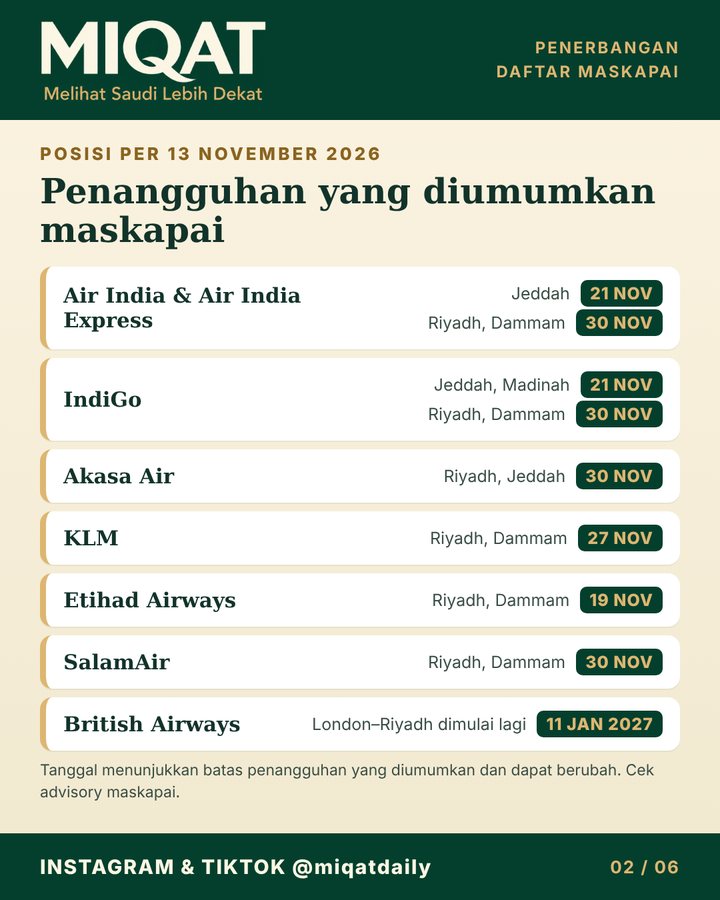 MIQAT
Melihat Saudi Lebih Dekat
PENERBANGAN
DAFTAR MASKAPAI
POSISI PER 13 NOVEMBER 2026
Penangguhan yang diumumkan
maskapai
Air India & Air India
Express
Jeddah 21 NOV
Riyadh, Dammam 30 NOV
IndiGo
Jeddah, Madinah 21 NOV
Riyadh, Dammam 30 NOV
Akasa Air
Riyadh, Jeddah 30 NOV
KLM
Riyadh, Dammam 27 NOV
Etihad Airways
Riyadh, Dammam 19 NOV
SalamAir
Riyadh, Dammam 30 NOV
British Airways
London–Riyadh dimulai lagi 11 JAN 2027
Tanggal menunjukkan batas penangguhan yang diumumkan dan dapat berubah. Cek
advisory maskapai.
INSTAGRAM & TIKTOK @miqatdaily
02 / 06